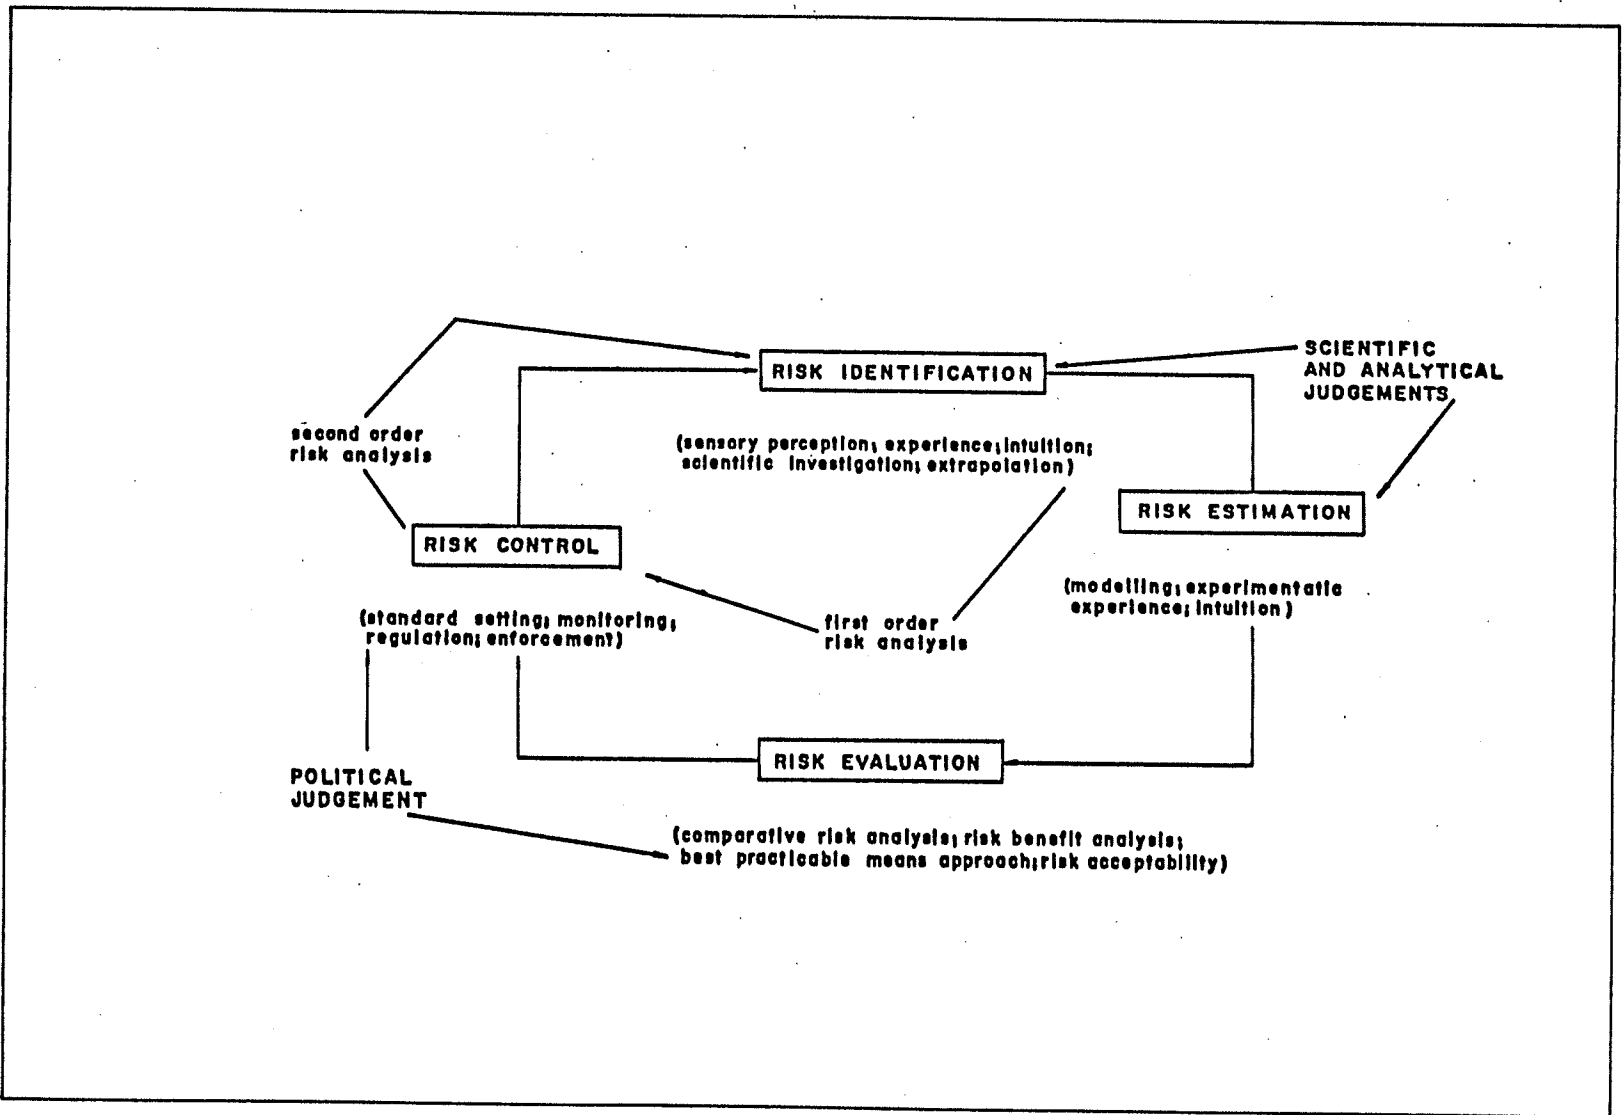 RISK IDENTIFICATION
SCIENTIFIC
AND ANALYTICAL
JUDGEMENTS
second order
risk analysis
(sensory perception; experience; intuition;
scientific investigation; extrapolation)
RISK ESTIMATION
RISK CONTROL
(modelling; experimentatic
experience; intuition)
(standard setting; monitoring;
regulation; enforcement)
first order
risk analysis
RISK EVALUATION
POLITICAL
JUDGEMENT
(comparative risk analysis; risk benefit analysis;
best practicable means approach; risk acceptability)